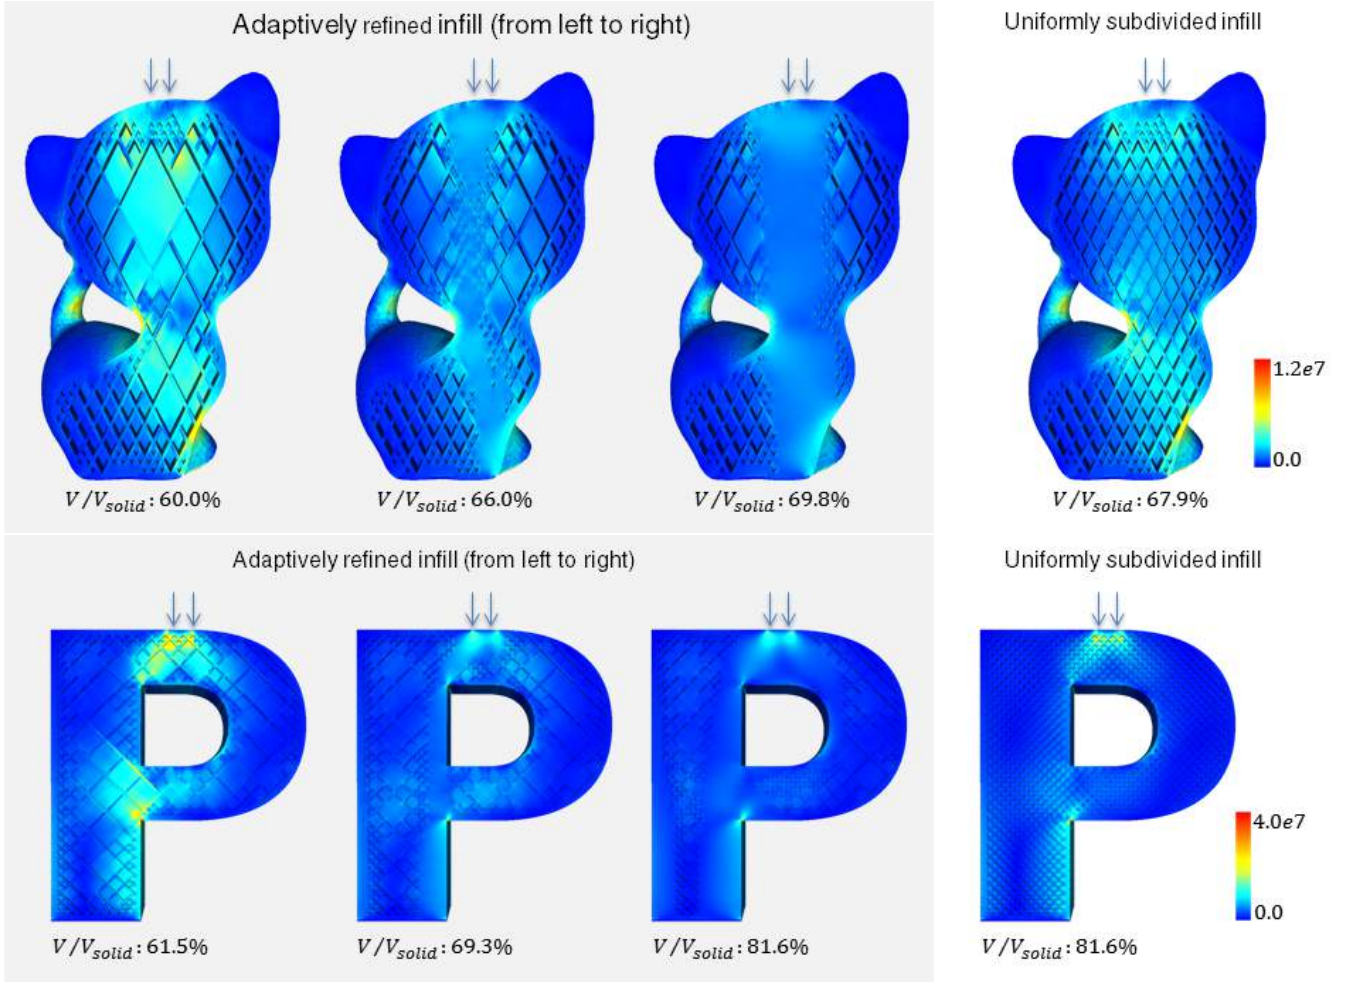 Adaptively refined infill (from left to right)
Uniformly subdivided infill
1.2e7
0.0
V/V_solid: 60.0%
V/V_solid: 66.0%
V/V_solid: 69.8%
V/V_solid: 67.9%
Adaptively refined infill (from left to right)
Uniformly subdivided infill
4.0e7
0.0
V/V_solid: 61.5%
V/V_solid: 69.3%
V/V_solid: 81.6%
V/V_solid: 81.6%